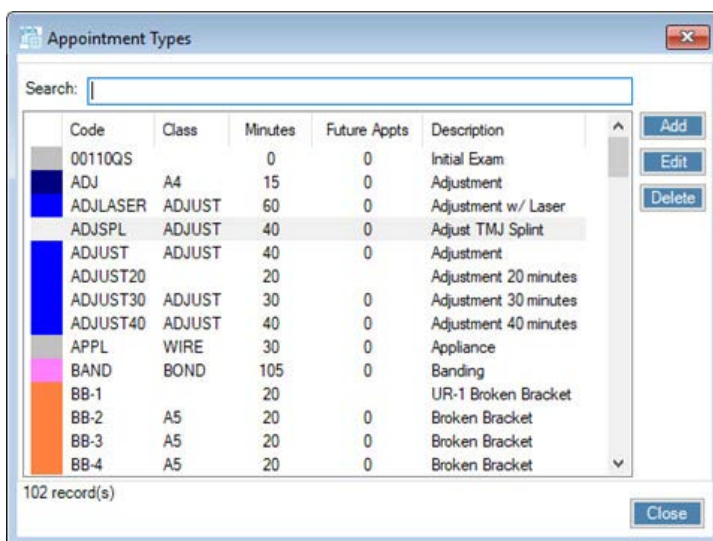 Appointment Types
Search:
Code Class Minutes Future Appts Description
00110QS 0 0 Initial Exam
ADJ A4 15 0 Adjustment
ADJLASER ADJUST 60 0 Adjustment w/ Laser
ADJSPL ADJUST 40 0 Adjust TMJ Splint
ADJUST ADJUST 40 0 Adjustment
ADJUST20 20 Adjustment 20 minutes
ADJUST30 ADJUST 30 0 Adjustment 30 minutes
ADJUST40 ADJUST 40 0 Adjustment 40 minutes
APPL WIRE 30 0 Appliance
BAND BOND 105 0 Banding
BB-1 20 UR-1 Broken Bracket
BB-2 A5 20 0 Broken Bracket
BB-3 A5 20 0 Broken Bracket
BB-4 A5 20 0 Broken Bracket
Add
Edit
Delete
102 record(s)
Close